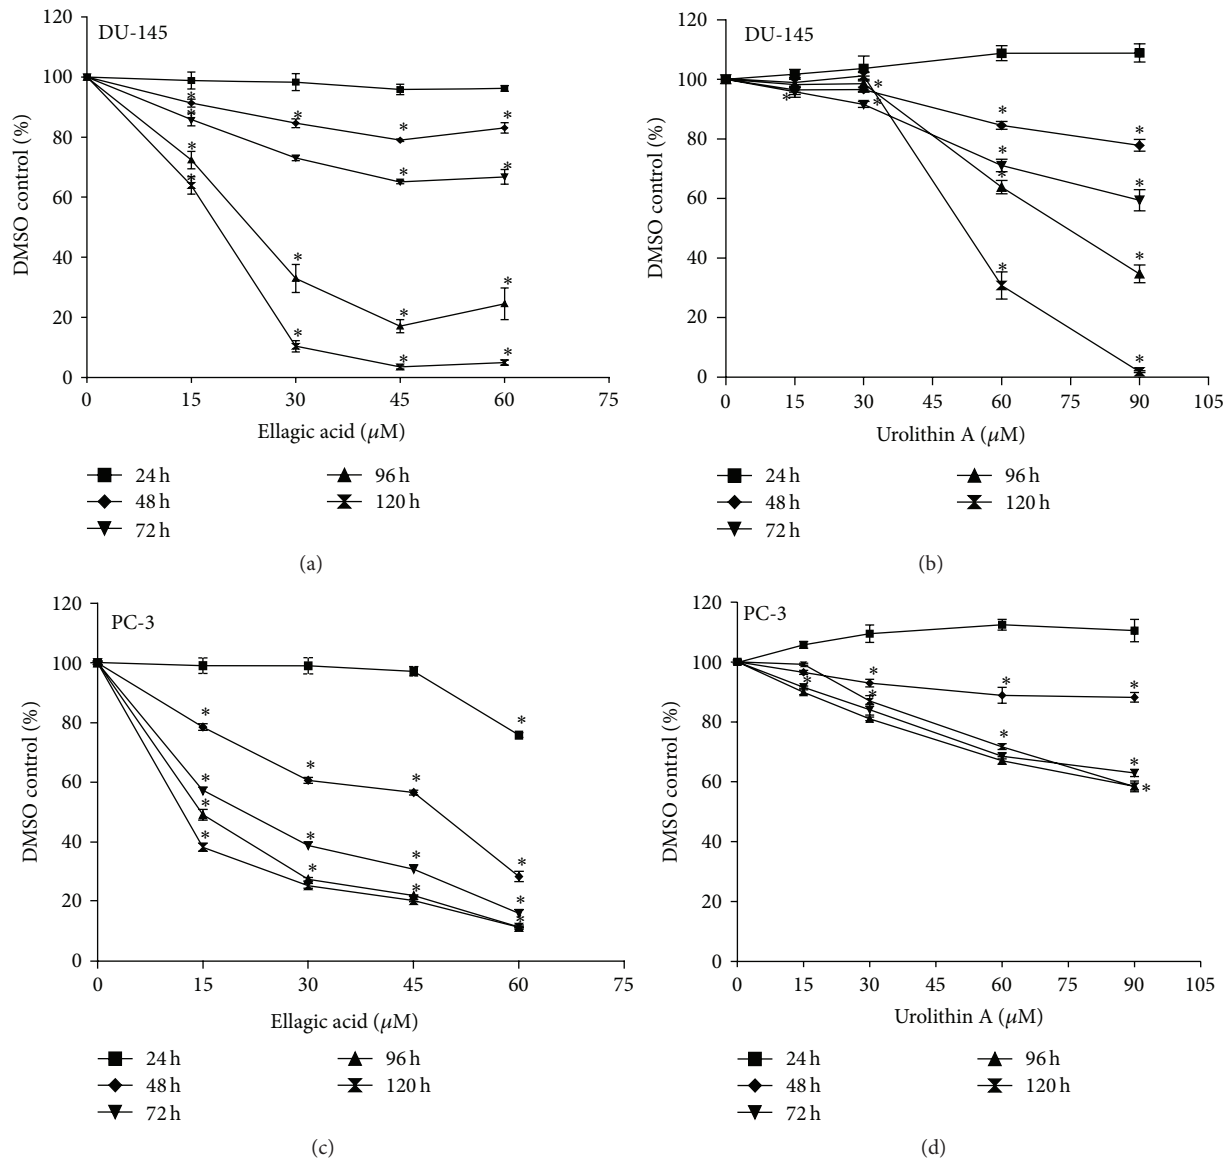 DU-145
120
100
80
60
40
20
0
DMSO control (%)
0 15 30 45 60 75
Ellagic acid (μM)
24 h
48 h
72 h
96 h
120 h
(a)
DU-145
120
100
80
60
40
20
0
DMSO control (%)
0 15 30 45 60 75 90 105
Urolithin A (μM)
24 h
48 h
72 h
96 h
120 h
(b)
PC-3
120
100
80
60
40
20
0
DMSO control (%)
0 15 30 45 60 75
Ellagic acid (μM)
24 h
48 h
72 h
96 h
120 h
(c)
PC-3
120
100
80
60
40
20
0
DMSO control (%)
0 15 30 45 60 75 90 105
Urolithin A (μM)
24 h
48 h
72 h
96 h
120 h
(d)